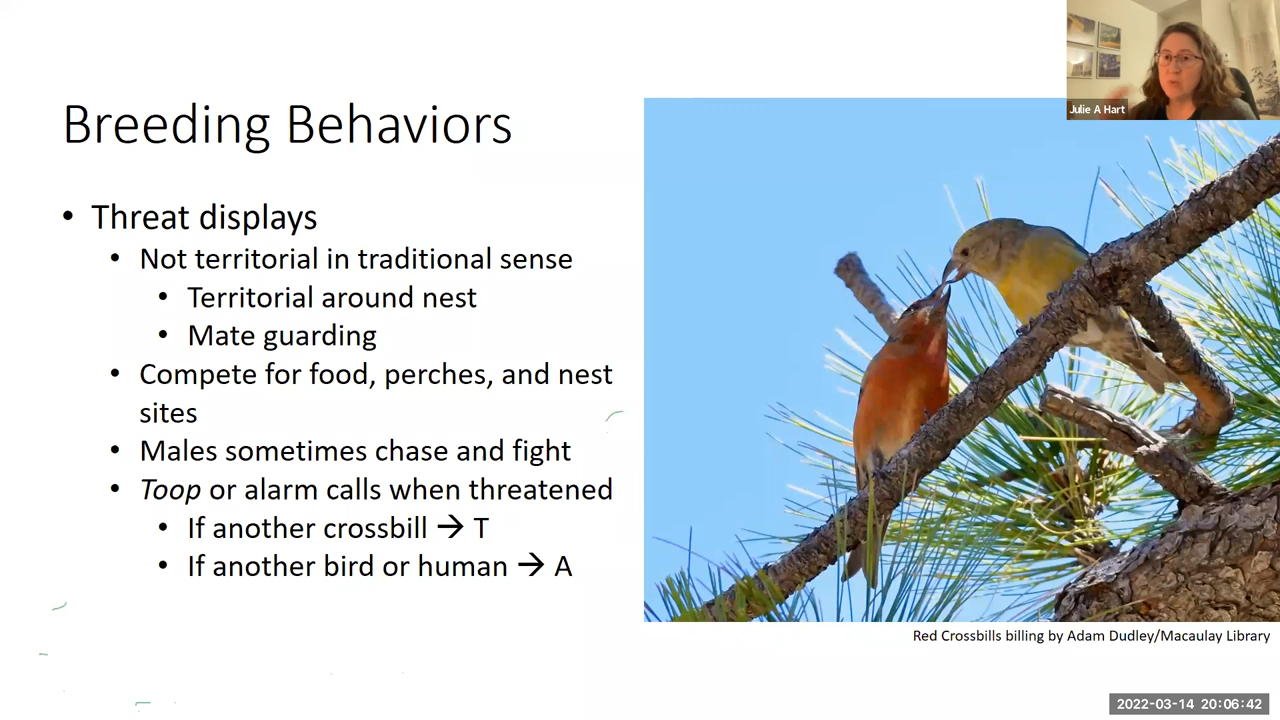 Julie A Hart
Breeding Behaviors
• Threat displays
• Not territorial in traditional sense
• Territorial around nest
• Mate guarding
• Compete for food, perches, and nest
sites
• Males sometimes chase and fight
• Toop or alarm calls when threatened
• If another crossbill → T
• If another bird or human → A
Red Crossbills billing by Adam Dudley/Macaulay Library
2022-03-14 20:06:42